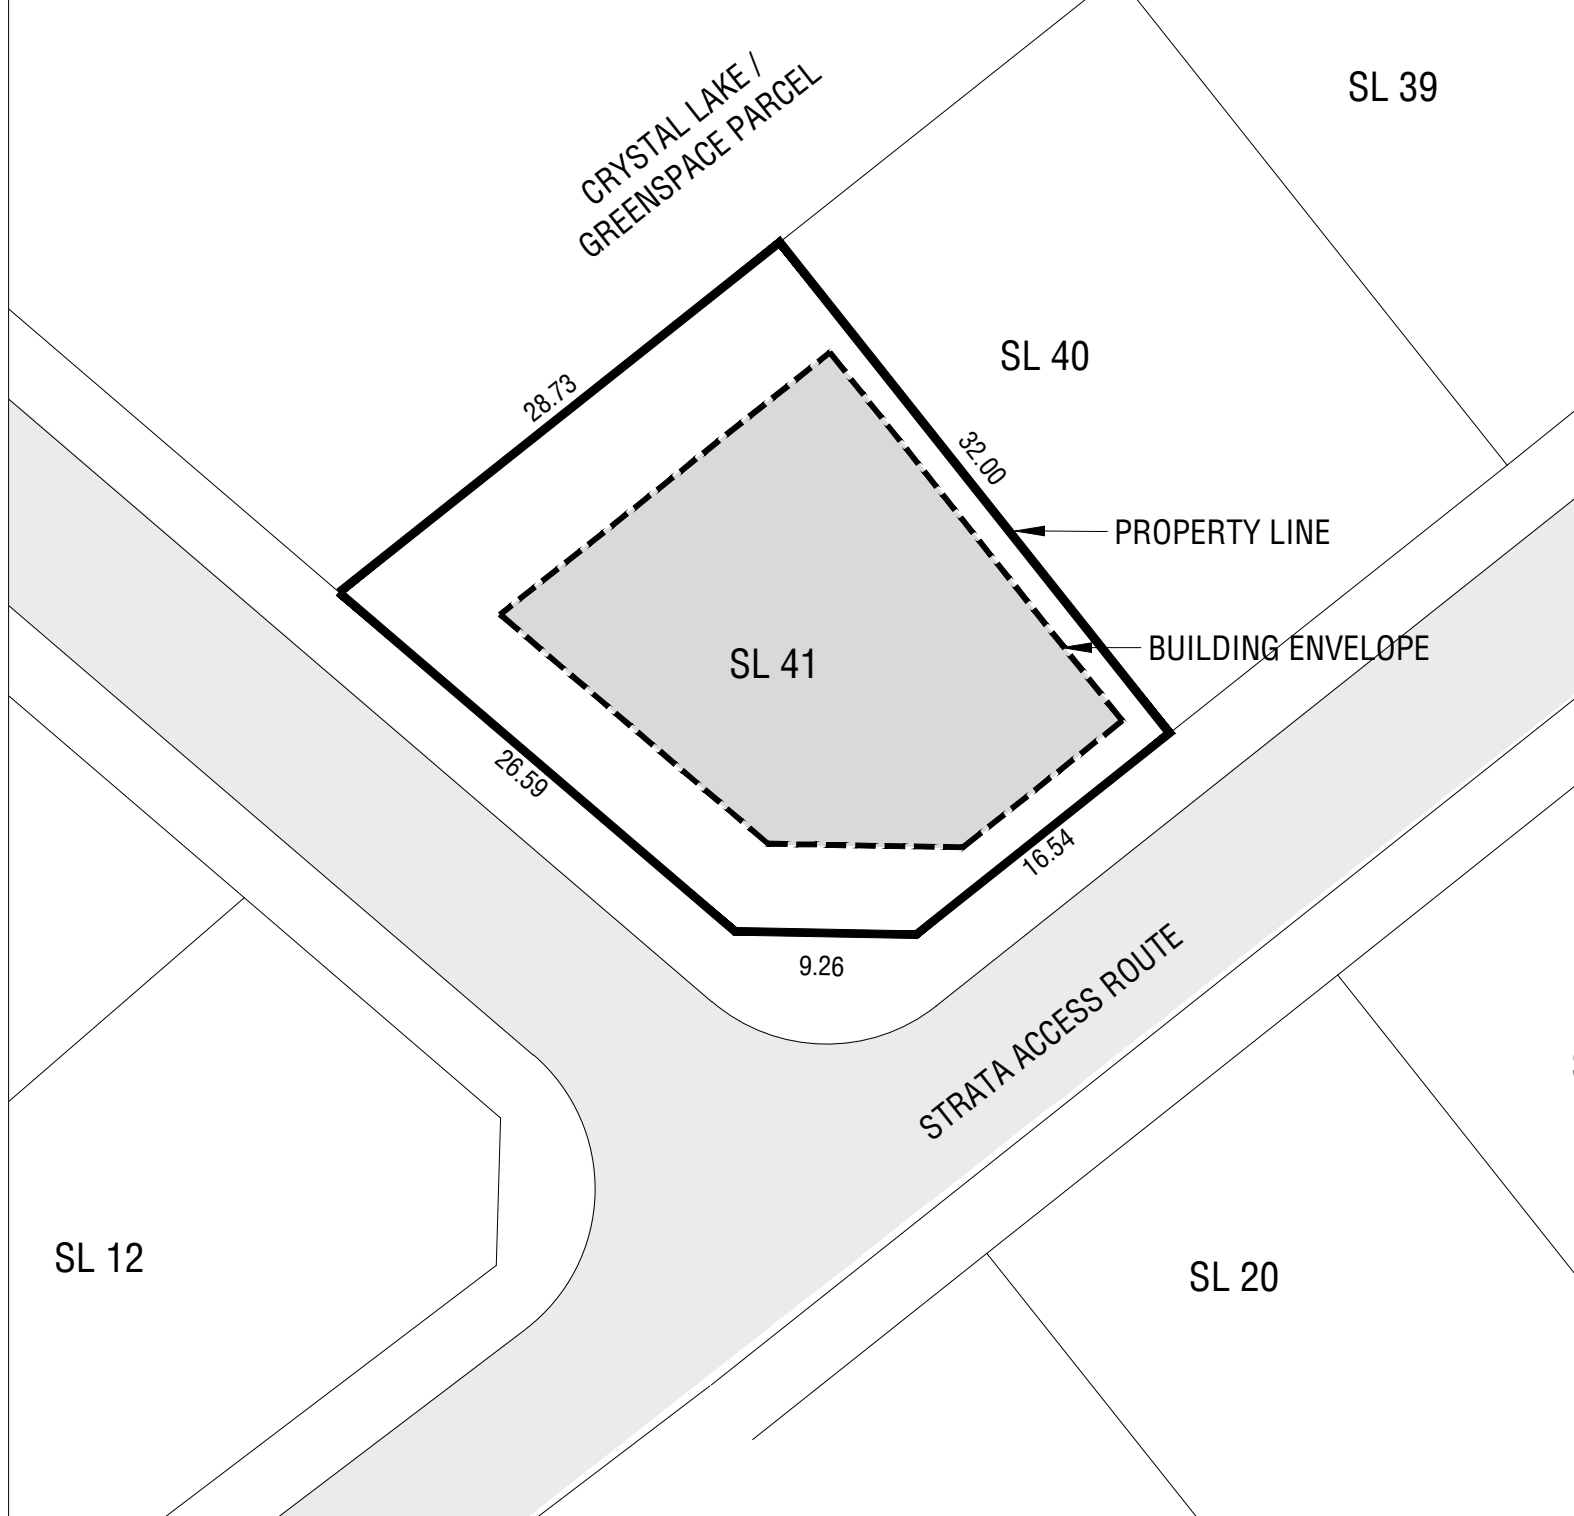 CRYSTAL LAKE /
GREENSPACE PARCEL
SL 39
SL 40
28.73
32.00
PROPERTY LINE
BUILDING ENVELOPE
SL 41
26.59
16.54
9.26
STRATA ACCESS ROUTE
SL 12
SL 20